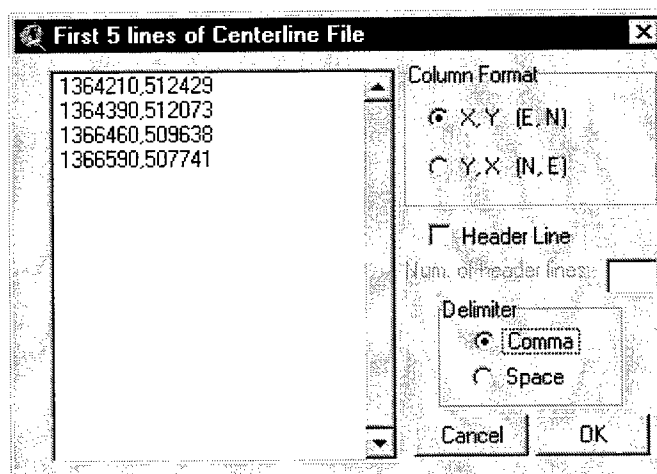 First 5 lines of Centerline File
1364210,512429
1364390,512073
1366460,509638
1366590,507741
Column Format
X,Y (E,N)
Y,X (N,E)
Header Line
Num. of header lines:
Delimiter
Comma
Space
Cancel
OK